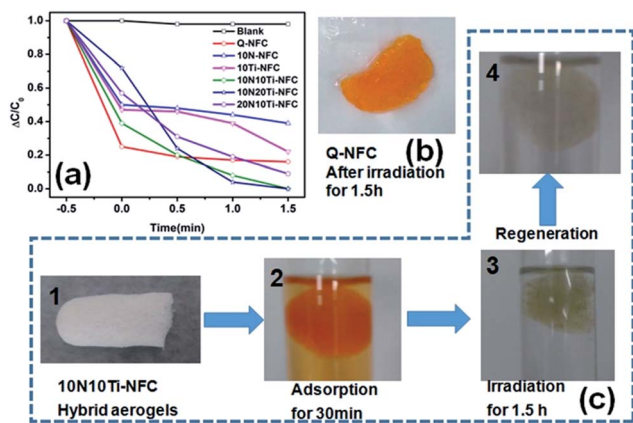 (a)
ΔC/C₀
1.0
0.8
0.6
0.4
0.2
0.0
-0.5 0.0 0.5 1.0 1.5
Time(min)
Blank
Q-NFC
10N-NFC
10Ti-NFC
10N10Ti-NFC
10N20Ti-NFC
20N10Ti-NFC
(b)
Q-NFC
After irradiation
for 1.5h
4
Regeneration
1
10N10Ti-NFC
Hybrid aerogels
2
Adsorption
for 30min
3
Irradiation
for 1.5 h
(c)